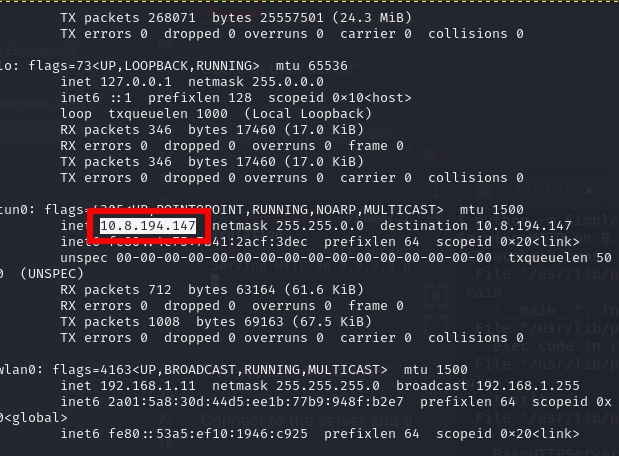 TX packets 268071  bytes 25557501 (24.3 MiB)
TX errors 0  dropped 0 overruns 0  carrier 0  collisions 0
lo: flags=73<UP,LOOPBACK,RUNNING>  mtu 65536
inet 127.0.0.1  netmask 255.0.0.0
inet6 ::1  prefixlen 128  scopeid 0×10<host>
loop  txqueuelen 1000  (Local Loopback)
RX packets 346  bytes 17460 (17.0 KiB)
RX errors 0  dropped 0  overruns 0  frame 0
TX packets 346  bytes 17460 (17.0 KiB)
TX errors 0  dropped 0 overruns 0  carrier 0  collisions 0
tun0: flags=4305<UP,POINTOPOINT,RUNNING,NOARP,MULTICAST>  mtu 1500
inet 10.8.194.147  netmask 255.255.0.0  destination 10.8.194.147
inet6 :2acf:3dec  prefixlen 64  scopeid 0×20<link>
unspec 00-00-00-00-00-00-00-00-00-00-00-00-00-00-00-00  txqueuelen 50
0  (UNSPEC)
RX packets 712  bytes 63164 (61.6 KiB)
RX errors 0  dropped 0  overruns 0  frame 0
TX packets 1008  bytes 69163 (67.5 KiB)
TX errors 0  dropped 0 overruns 0  carrier 0  collisions 0
wlan0: flags=4163<UP,BROADCAST,RUNNING,MULTICAST>  mtu 1500
inet 192.168.1.11  netmask 255.255.255.0  broadcast 192.168.1.255
inet6 2a01:5a8:30d:44d5:ee1b:77b9:948f:b2e7  prefixlen 64  scopeid 0x
0<global>
inet6 fe80::53a5:ef10:1946:c925  prefixlen 64  scopeid 0×20<link>